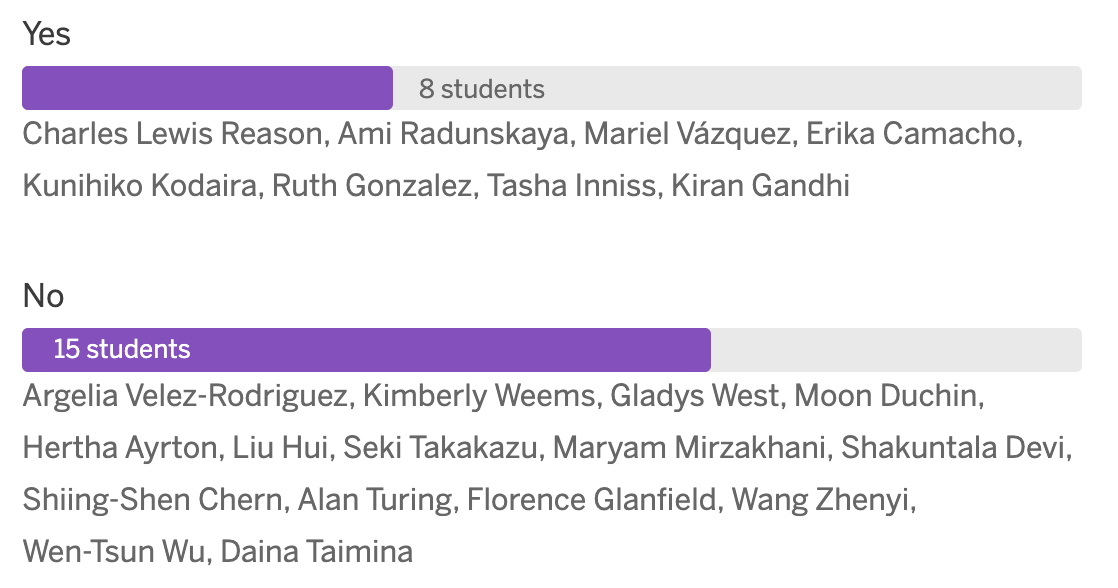 Yes
8 students
Charles Lewis Reason, Ami Radunskaya, Mariel Vázquez, Erika Camacho,
Kunihiko Kodaira, Ruth Gonzalez, Tasha Inniss, Kiran Gandhi
No
15 students
Argelia Velez-Rodriguez, Kimberly Weems, Gladys West, Moon Duchin,
Hertha Ayrton, Liu Hui, Seki Takakazu, Maryam Mirzakhani, Shakuntala Devi,
Shiing-Shen Chern, Alan Turing, Florence Glanfield, Wang Zhenyi,
Wen-Tsun Wu, Daina Taimina